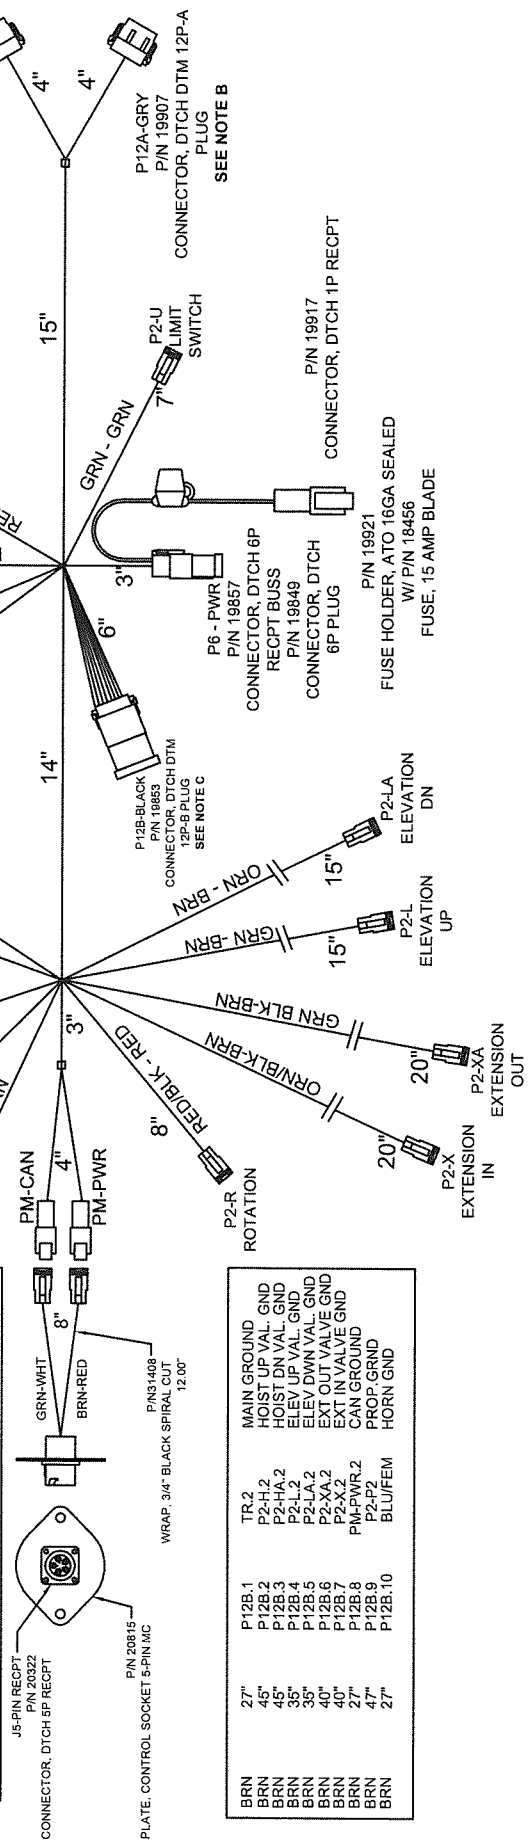 4"
4"
P12A-GRY
P/N 19907
CONNECTOR, DTCH DTM 12P-A
PLUG
SEE NOTE B
15"
P2-U
LIMIT
SWITCH
7"
GRN - GRN
P/N 19917
CONNECTOR, DTCH 1P RECPT
3"
P6 - PWR
P/N 19857
CONNECTOR, DTCH 6P
RECPT BUSS
P/N 19849
CONNECTOR, DTCH
6P PLUG
P/N 19921
FUSE HOLDER, ATO 16GA SEALED
W/ P/N 18456
FUSE, 15 AMP BLADE
6"
P12B-BLACK
P/N 19853
CONNECTOR, DTCH DTM
12P-B PLUG
SEE NOTE C
14"
ORN - BRN
15"
P2-LA
ELEVATION
DN
GRN -BRN
15"
P2-L
ELEVATION
UP
GRN BLK-BRN
20"
P2-XA
EXTENSION
OUT
ORN/BLK-BRN
20"
P2-X
EXTENSION
IN
3"
RED/BLK - RED
8"
P2-R
ROTATION
PM-CAN
4"
PM-PWR
GRN-WHT
8"
BRN-RED
P/N31408
WRAP, 3/4" BLACK SPIRAL CUT
12.00"
J5-PIN RECPT
P/N 20322
CONNECTOR, DTCH 5P RECPT
P/N 20815
PLATE, CONTROL SOCKET 5-PIN MC
BRN 27" P12B.1 TR.2 MAIN GROUND
BRN 45" P12B.2 P2-H.2 HOIST UP VAL. GND
BRN 45" P12B.3 P2-HA.2 HOIST DN VAL. GND
BRN 35" P12B.4 P2-L.2 ELEV UP VAL. GND
BRN 35" P12B.5 P2-LA.2 ELEV DWN VAL. GND
BRN 40" P12B.6 P2-XA.2 EXT OUT VALVE GND
BRN 40" P12B.7 P2-X.2 EXT IN VALVE GND
BRN 27" P12B.8 PM-PWR.2 CAN GROUND
BRN 47" P12B.9 P2-P2 PROP.GRND
BRN 27" P12B.10 BLU/FEM HORN GND